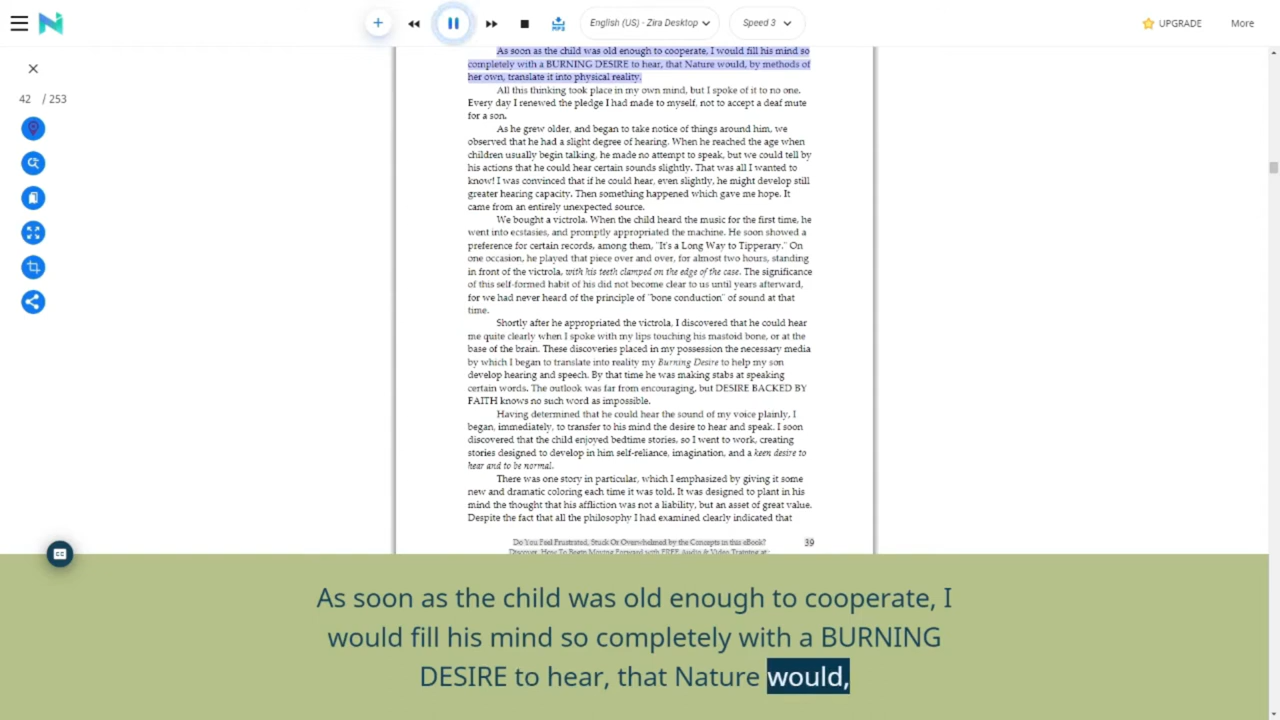 English (US) - Zira Desktop
Speed 3
UPGRADE
More
42 / 253
As soon as the child was old enough to cooperate, I would fill his mind so
completely with a BURNING DESIRE to hear, that Nature would, by methods of
her own, translate it into physical reality.
All this thinking took place in my own mind, but I spoke of it to no one.
Every day I renewed the pledge I had made to myself, not to accept a deaf mute
for a son.
As he grew older, and began to take notice of things around him, we
observed that he had a slight degree of hearing. When he reached the age when
children usually begin talking, he made no attempt to speak, but we could tell by
his actions that he could hear certain sounds slightly. That was all I wanted to
know! I was convinced that if he could hear, even slightly, he might develop still
greater hearing capacity. Then something happened which gave me hope. It
came from an entirely unexpected source.
We bought a victrola. When the child heard the music for the first time, he
went into ecstasies, and promptly appropriated the machine. He soon showed a
preference for certain records, among them, "It's a Long Way to Tipperary." On
one occasion, he played that piece over and over, for almost two hours, standing
in front of the victrola, with his teeth clamped on the edge of the case. The significance
of this self-formed habit of his did not become clear to us until years afterward,
for we had never heard of the principle of "bone conduction" of sound at that
time.
Shortly after he appropriated the victrola, I discovered that he could hear
me quite clearly when I spoke with my lips touching his mastoid bone, or at the
base of the brain. These discoveries placed in my possession the necessary media
by which I began to translate into reality my Burning Desire to help my son
develop hearing and speech. By that time he was making stabs at speaking
certain words. The outlook was far from encouraging, but DESIRE BACKED BY
FAITH knows no such word as impossible.
Having determined that he could hear the sound of my voice plainly, I
began, immediately, to transfer to his mind the desire to hear and speak. I soon
discovered that the child enjoyed bedtime stories, so I went to work, creating
stories designed to develop in him self-reliance, imagination, and a keen desire to
hear and to be normal.
There was one story in particular, which I emphasized by giving it some
new and dramatic coloring each time it was told. It was designed to plant in his
mind the thought that his affliction was not a liability, but an asset of great value.
Despite the fact that all the philosophy I had examined clearly indicated that
Do You Feel Frustrated, Stuck Or Overwhelmed by the Concepts in this eBook?
39
Discover, How To Begin Moving Forward with FREE Audio & Video Training at:
As soon as the child was old enough to cooperate, I
would fill his mind so completely with a BURNING
DESIRE to hear, that Nature would,